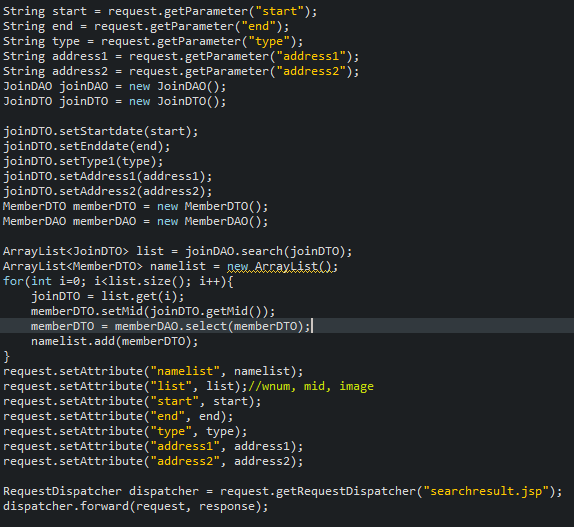 String start = request.getParameter("start");
String end = request.getParameter("end");
String type = request.getParameter("type");
String address1 = request.getParameter("address1");
String address2 = request.getParameter("address2");
JoinDAO joinDAO = new JoinDAO();
JoinDTO joinDTO = new JoinDTO();

joinDTO.setStartdate(start);
joinDTO.setEnddate(end);
joinDTO.setType1(type);
joinDTO.setAddress1(address1);
joinDTO.setAddress2(address2);
MemberDTO memberDTO = new MemberDTO();
MemberDAO memberDAO = new MemberDAO();

ArrayList<JoinDTO> list = joinDAO.search(joinDTO);
ArrayList<MemberDTO> namelist = new ArrayList();
for(int i=0; i<list.size(); i++){
    joinDTO = list.get(i);
    memberDTO.setMid(joinDTO.getMid());
    memberDTO = memberDAO.select(memberDTO);
    namelist.add(memberDTO);
}
request.setAttribute("namelist", namelist);
request.setAttribute("list", list);//wnum, mid, image
request.setAttribute("start", start);
request.setAttribute("end", end);
request.setAttribute("type", type);
request.setAttribute("address1", address1);
request.setAttribute("address2", address2);

RequestDispatcher dispatcher = request.getRequestDispatcher("searchresult.jsp");
dispatcher.forward(request, response);